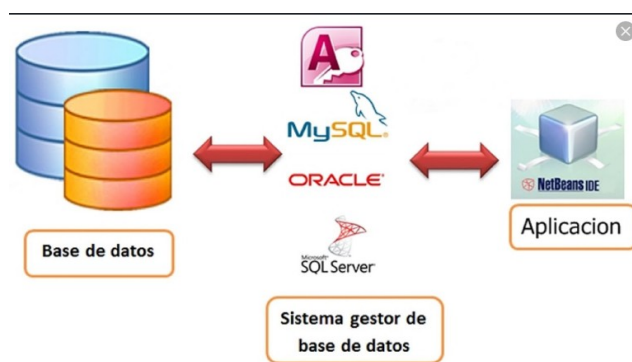 A
MySQL®
ORACLE®
Microsoft®
SQL Server®
NetBeans IDE
Base de datos
Sistema gestor de
base de datos
Aplicacion